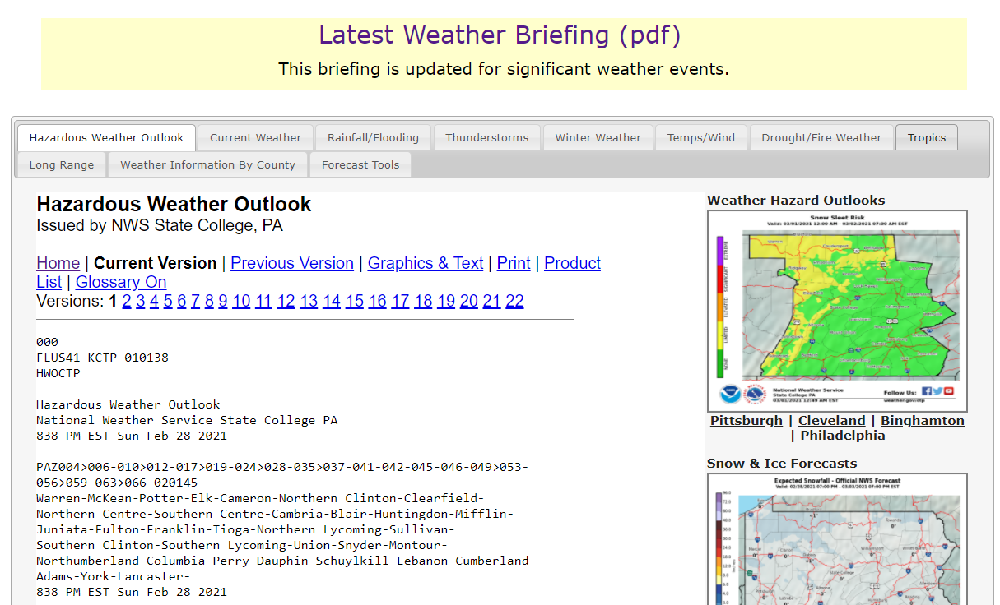 Latest Weather Briefing (pdf)
This briefing is updated for significant weather events.
Hazardous Weather Outlook
Current Weather
Rainfall/Flooding
Thunderstorms
Winter Weather
Temps/Wind
Drought/Fire Weather
Tropics
Long Range
Weather Information By County
Forecast Tools
Hazardous Weather Outlook
Issued by NWS State College, PA
Home | Current Version | Previous Version | Graphics & Text | Print | Product
List | Glossary On
Versions: 1 2 3 4 5 6 7 8 9 10 11 12 13 14 15 16 17 18 19 20 21 22
000
FLUS41 KCTP 010138
HWOCTP
Hazardous Weather Outlook
National Weather Service State College PA
838 PM EST Sun Feb 28 2021
PAZ004>006-010>012-017>019-024>028-035>037-041-042-045-046-049>053-
056>059-063>066-020145-
Warren-McKean-Potter-Elk-Cameron-Northern Clinton-Clearfield-
Northern Centre-Southern Centre-Cambria-Blair-Huntingdon-Mifflin-
Juniata-Fulton-Franklin-Tioga-Northern Lycoming-Sullivan-
Southern Clinton-Southern Lycoming-Union-Snyder-Montour-
Northumberland-Columbia-Perry-Dauphin-Schuylkill-Lebanon-Cumberland-
Adams-York-Lancaster-
838 PM EST Sun Feb 28 2021
Weather Hazard Outlooks
Snow Sleet Risk
Valid: 03/01/2021 12:00 AM - 03/02/2021 07:00 AM EST
EXTREME
SIGNIFICANT
ELEVATED
LIMITED
NONE
National Weather Service
State College PA
03/01/2021 12:49 AM EST
Follow Us:
weather.gov/ctp
Pittsburgh | Cleveland | Binghamton
| Philadelphia
Snow & Ice Forecasts
Expected Snowfall - Official NWS Forecast
Valid: 02/28/2021 07:00 PM - 03/03/2021 07:00 PM EST